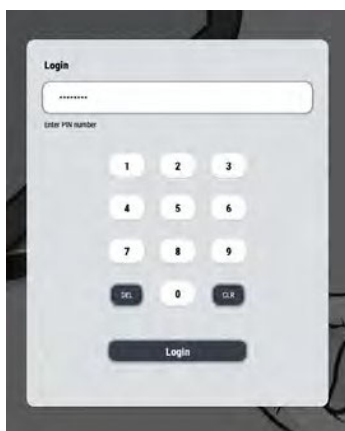 Login
........
Enter PIN number
1 2 3
4 5 6
7 8 9
DEL 0 CLR
Login